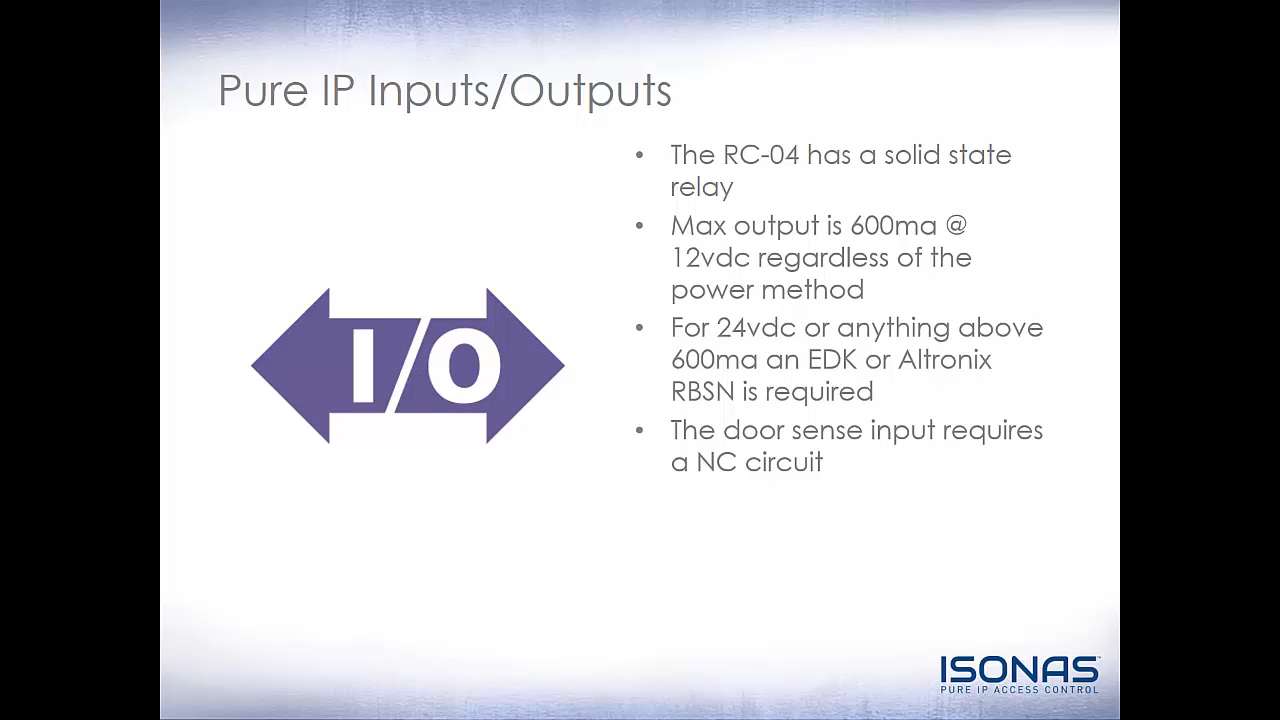 Pure IP Inputs/Outputs
• The RC-04 has a solid state
relay
• Max output is 600ma @
12vdc regardless of the
power method
• For 24vdc or anything above
600ma an EDK or Altronix
RBSN is required
• The door sense input requires
a NC circuit
I/O
ISONAS™
PURE IP ACCESS CONTROL